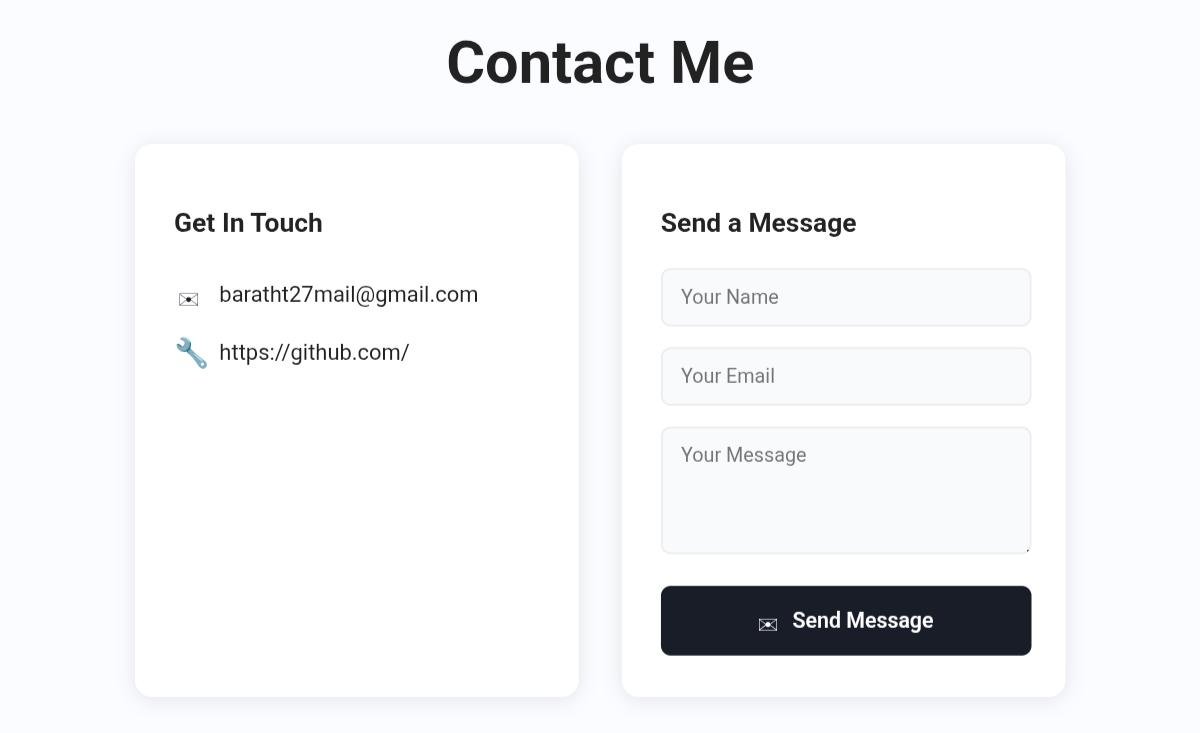 Contact Me
Get In Touch
baratht27mail@gmail.com
https://github.com/
Send a Message
Your Name
Your Email
Your Message
Send Message